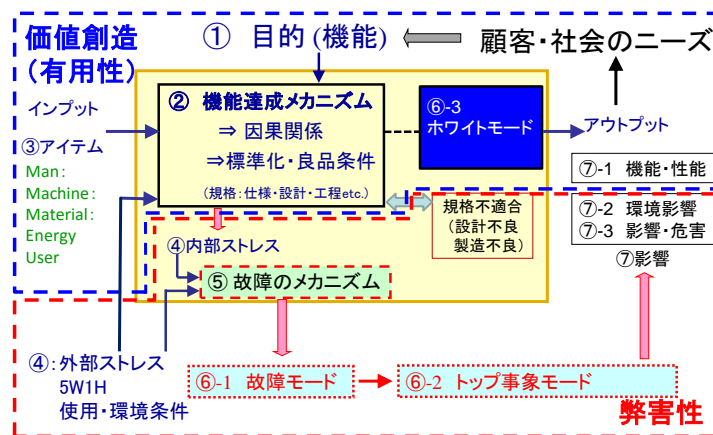 価値創造
（有用性）
① 目的 (機能)
顧客・社会のニーズ
インプット
③アイテム
Man：
Machine：
Material：
Energy
User
② 機能達成メカニズム
⇒ 因果関係
⇒標準化・良品条件
（規格：仕様・設計・工程etc.）
⑥-3
ホワイトモード
アウトプット
⑦-1 機能・性能
⑦-2 環境影響
⑦-3 影響・危害
⑦影響
規格不適合
（設計不良
製造不良）
④内部ストレス
⑤ 故障のメカニズム
④：外部ストレス
5W1H
使用・環境条件
⑥-1 故障モード
⑥-2 トップ事象モード
弊害性